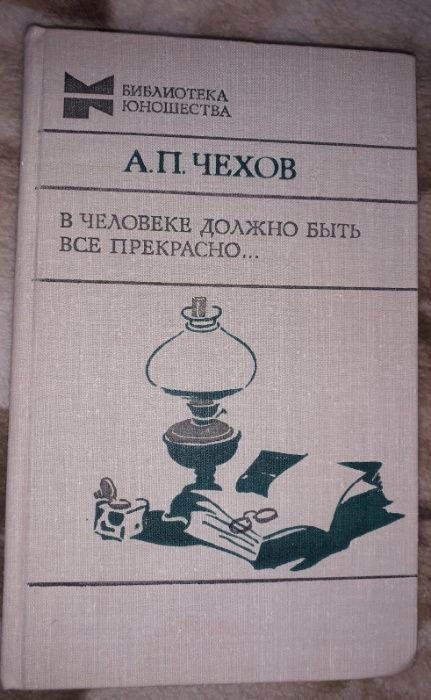 БИБЛИОТЕКА
ЮНОШЕСТВА
А.П. ЧЕХОВ
В ЧЕЛОВЕКЕ ДОЛЖНО БЫТЬ
ВСЕ ПРЕКРАСНО...